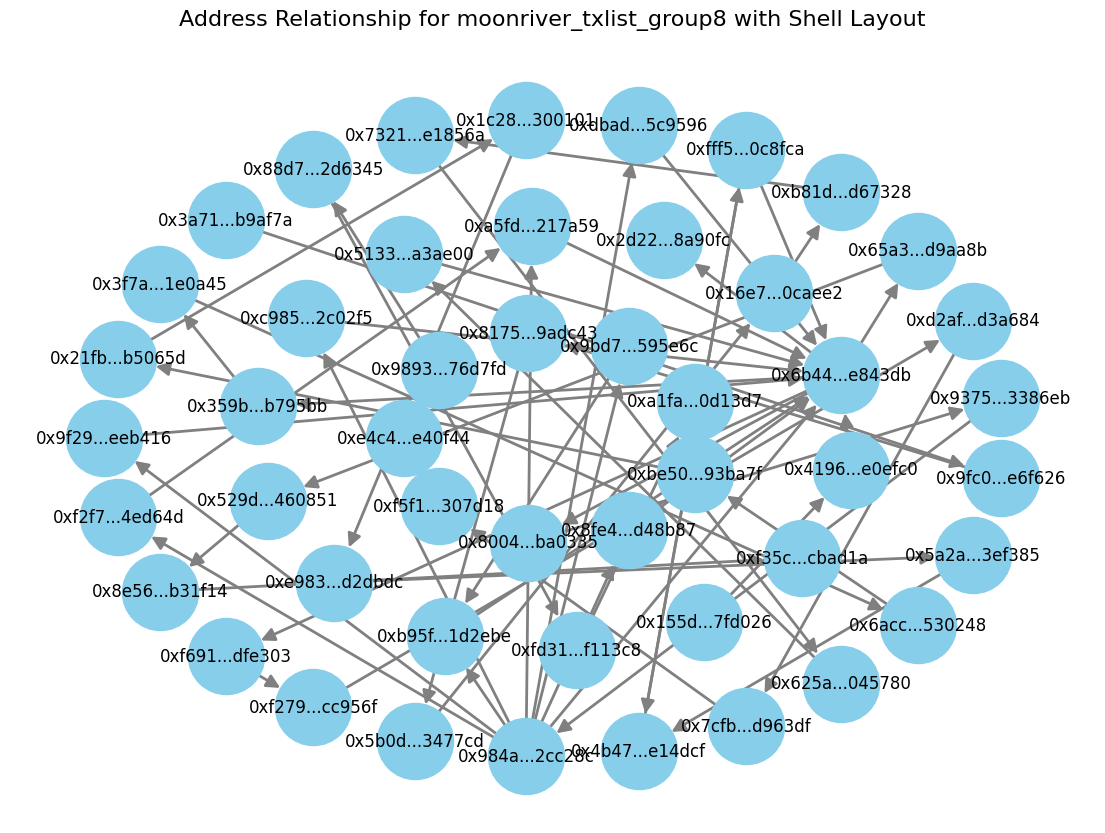 Address Relationship for moonriver_txlist_group8 with Shell Layout
0x1c28...300101
0xdbad...5c9596
0x7321...e1856a
0xfff5...0c8fca
0x88d7...2d6345
0xb81d...d67328
0x3a71...b9af7a
0xa5fd...217a59
0x2d22...8a90fc
0x5133...a3ae00
0x65a3...d9aa8b
0x3f7a...1e0a45
0x16e7...0caee2
0xc985...2c02f5
0xd2af...d3a684
0x8175...9adc43
0x9bd7...595e6c
0x21fb...b5065d
0x9893...76d7fd
0x6b44...e843db
0x9375...3386eb
0xa1fa...0d13d7
0x359b...b795bb
0x9f29...eeb416
0xe4c4...e40f44
0x4196...e0efc0
0xbe50...93ba7f
0x9fc0...e6f626
0x529d...460851
0xf5f1...307d18
0xf2f7...4ed64d
0x8fe4...d48b87
0x8004...ba0335
0xf35c...cbad1a
0x5a2a...3ef385
0xe983...d2dbdc
0x8e56...b31f14
0x155d...7fd026
0x6acc...530248
0xb95f...1d2ebe
0xfd31...f113c8
0xf691...dfe303
0x625a...045780
0xf279...cc956f
0x7cfb...d963df
0x5b0d...3477cd
0x4b47...e14dcf
0x984a...2cc28c